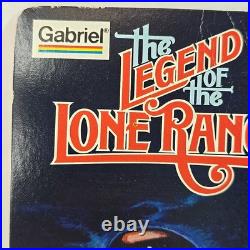 Gabriel®
the
LEGEND
of
the
LONE RAN